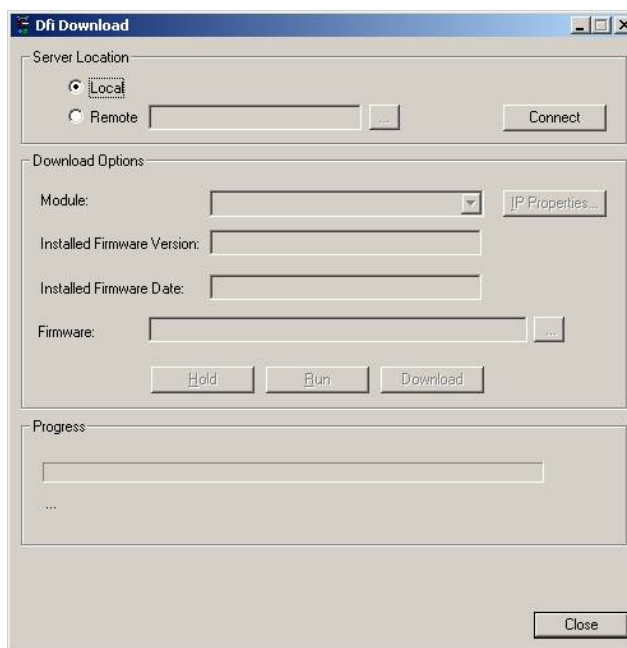 Dfi Download
Server Location
Local
Remote ... Connect
Download Options
Module: IP Properties...
Installed Firmware Version:
Installed Firmware Date:
Firmware: ...
Hold Run Download
Progress
...
Close